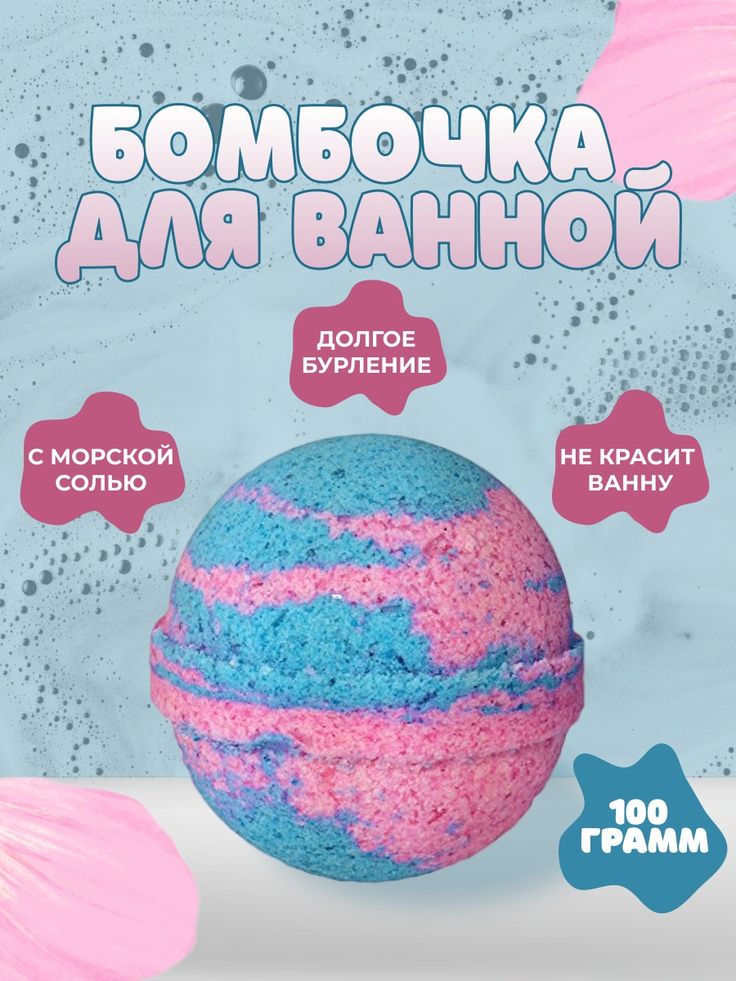 БОМБОЧКА
ДЛЯ ВАННОЙ
ДОЛГОЕ
БУРЛЕНИЕ
С МОРСКОЙ
СОЛЬЮ
НЕ КРАСИТ
ВАННУ
100
ГРАММ